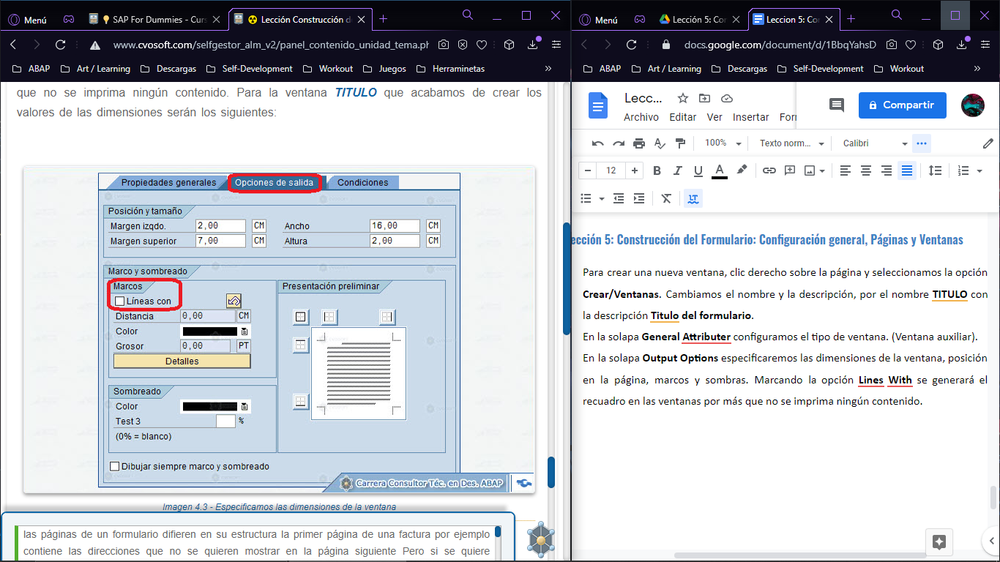 Menú
💡 SAP For Dummies - Curs
Lección Construcción de
www.cvosoft.com/selfgestor_alm_v2/panel_contenido_unidad_tema.ph
ABAP Art / Learning Descargas Self-Development Workout Juegos Herraminetas »
que no se imprima ningún contenido. Para la ventana TITULO que acabamos de crear los
valores de las dimensiones serán los siguientes:
Propiedades generales Opciones de salida Condiciones
Posición y tamaño
Margen izqdo. 2,00 CM Ancho 16,00 CM
Margen superior 7,00 CM Altura 2,00 CM
Marco y sombreado
Marcos
Líneas con
Distancia 0,00 CM
Color
Grosor 0,00 PT
Detalles
Presentación preliminar
Sombreado
Color
Test 3 %
(0% = blanco)
Dibujar siempre marco y sombreado
Carrera Consultor Téc. en Des. ABAP
Imagen 4.3 - Especificamos las dimensiones de la ventana
las páginas de un formulario difieren en su estructura la primer página de una factura por ejemplo
contiene las direcciones que no se quieren mostrar en la página siguiente Pero si se quiere
Menú
Lección 5: Co
Leccion 5: Co
docs.google.com/document/d/1BbqYahsD
ABAP Art / Learning Descargas Self-Development Workout »
Lecc...
Archivo Editar Ver Insertar Forr
Compartir
100% Texto norm... Calibri
12
ección 5: Construcción del Formulario: Configuración general, Páginas y Ventanas
Para crear una nueva ventana, clic derecho sobre la página y seleccionamos la opción
Crear/Ventanas. Cambiamos el nombre y la descripción, por el nombre TITULO con
la descripción Titulo del formulario.
En la solapa General Attributer configuramos el tipo de ventana. (Ventana auxiliar).
En la solapa Output Options especificaremos las dimensiones de la ventana, posición
en la página, marcos y sombras. Marcando la opción Lines With se generará el
recuadro en las ventanas por más que no se imprima ningún contenido.